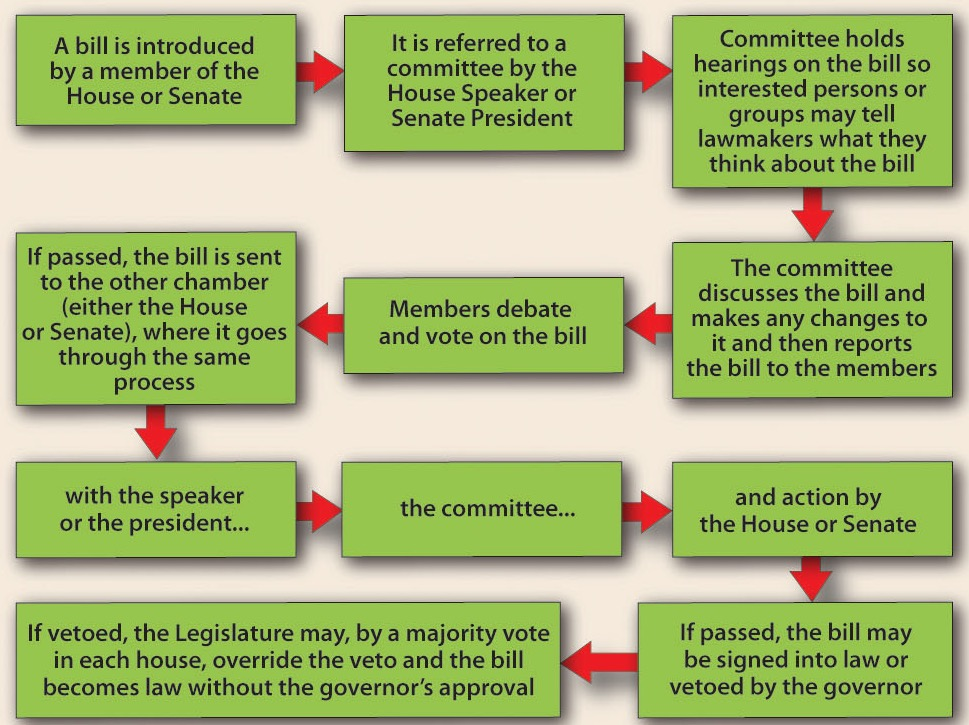 A bill is introduced
by a member of the
House or Senate
It is referred to a
committee by the
House Speaker or
Senate President
Committee holds
hearings on the bill so
interested persons or
groups may tell
lawmakers what they
think about the bill
The committee
discusses the bill and
makes any changes to
it and then reports
the bill to the members
Members debate
and vote on the bill
If passed, the bill is sent
to the other chamber
(either the House
or Senate), where it goes
through the same
process
with the speaker
or the president...
the committee...
and action by
the House or Senate
If passed, the bill may
be signed into law or
vetoed by the governor
If vetoed, the Legislature may, by a majority vote
in each house, override the veto and the bill
becomes law without the governor's approval